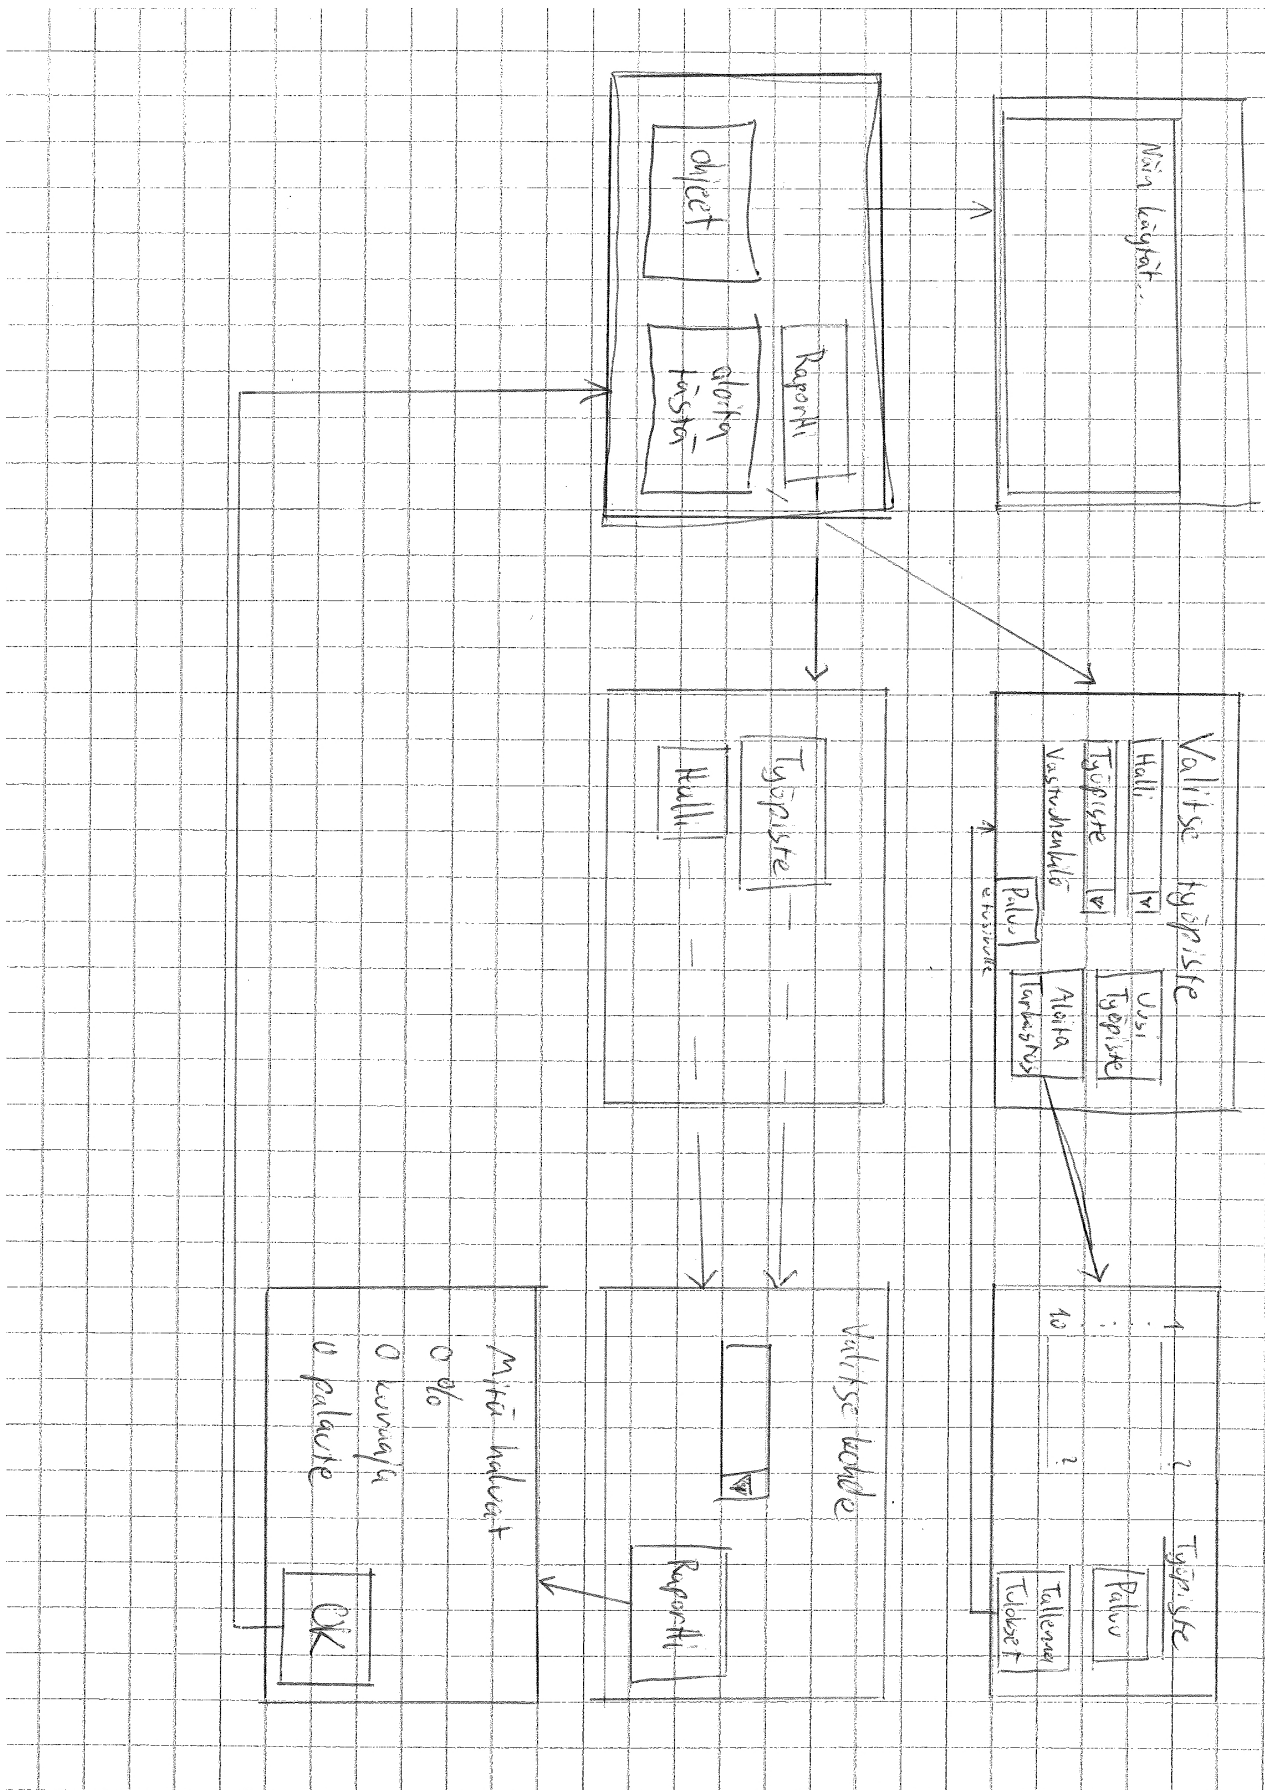 Näin käytät...
Valitse työpiste
Halli
Työpiste
Vastuuhenkilö
Uusi
Työpiste
Aloita
Tarkastus
Paluu
etusivulle
1
?
10
?
Työpiste
Paluu
Tallenna
Tulokset
ohjeet
Raportti
aloita
tästä
Työpiste
Halli
Valitse kohde
Raportti
Mitä haluat
O %
O kuvaaja
O palaute
OK